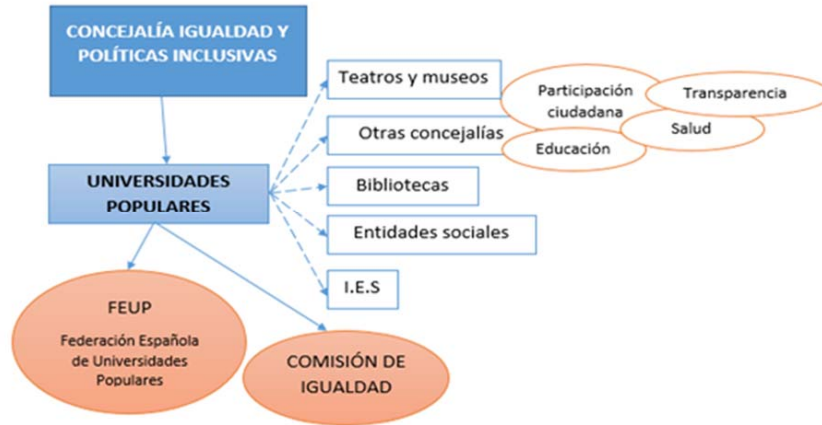 CONCEJALÍA IGUALDAD Y
POLÍTICAS INCLUSIVAS
Teatros y museos
Participación
ciudadana
Transparencia
Otras concejalías
Salud
Educación
UNIVERSIDADES
POPULARES
Bibliotecas
Entidades sociales
I.E.S
FEUP
Federación Española
de Universidades
Populares
COMISIÓN DE
IGUALDAD